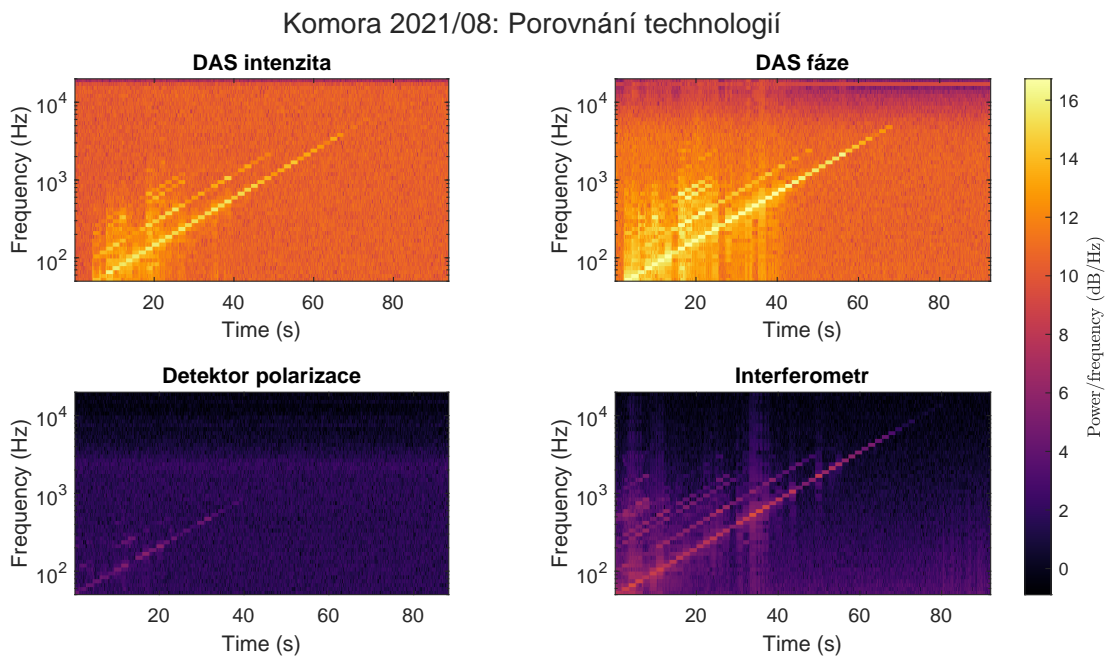 Komora 2021/08: Porovnání technologií
DAS intenzita
Frequency (Hz)
10^4
10^3
10^2
20 40 60 80
Time (s)
DAS fáze
Frequency (Hz)
10^4
10^3
10^2
20 40 60 80
Time (s)
Detektor polarizace
Frequency (Hz)
10^4
10^3
10^2
20 40 60 80
Time (s)
Interferometr
Frequency (Hz)
10^4
10^3
10^2
20 40 60 80
Time (s)
16
14
12
10
8
6
4
2
0
Power/frequency (dB/Hz)